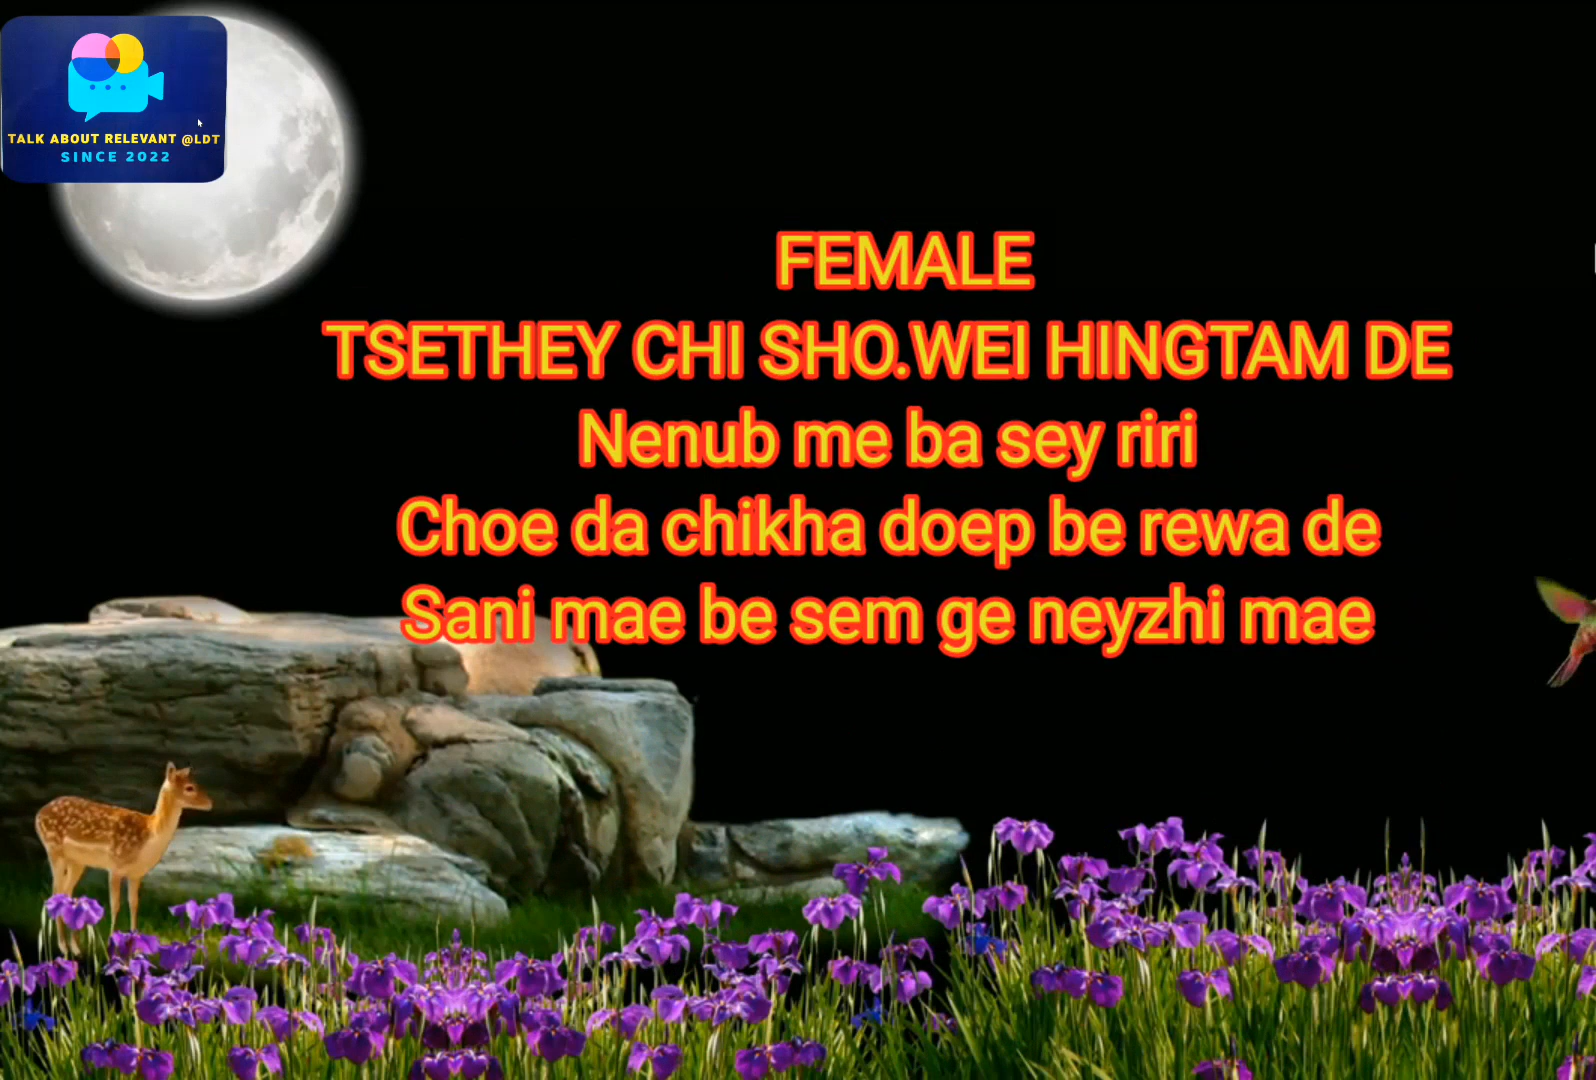 TALK ABOUT RELEVANT @LDT
SINCE 2022
FEMALE
TSETHEY CHI SHO.WEI HINGTAM DE
Nenub me ba sey riri
Choe da chikha doep be rewa de
Sani mae be sem ge neyzhi mae